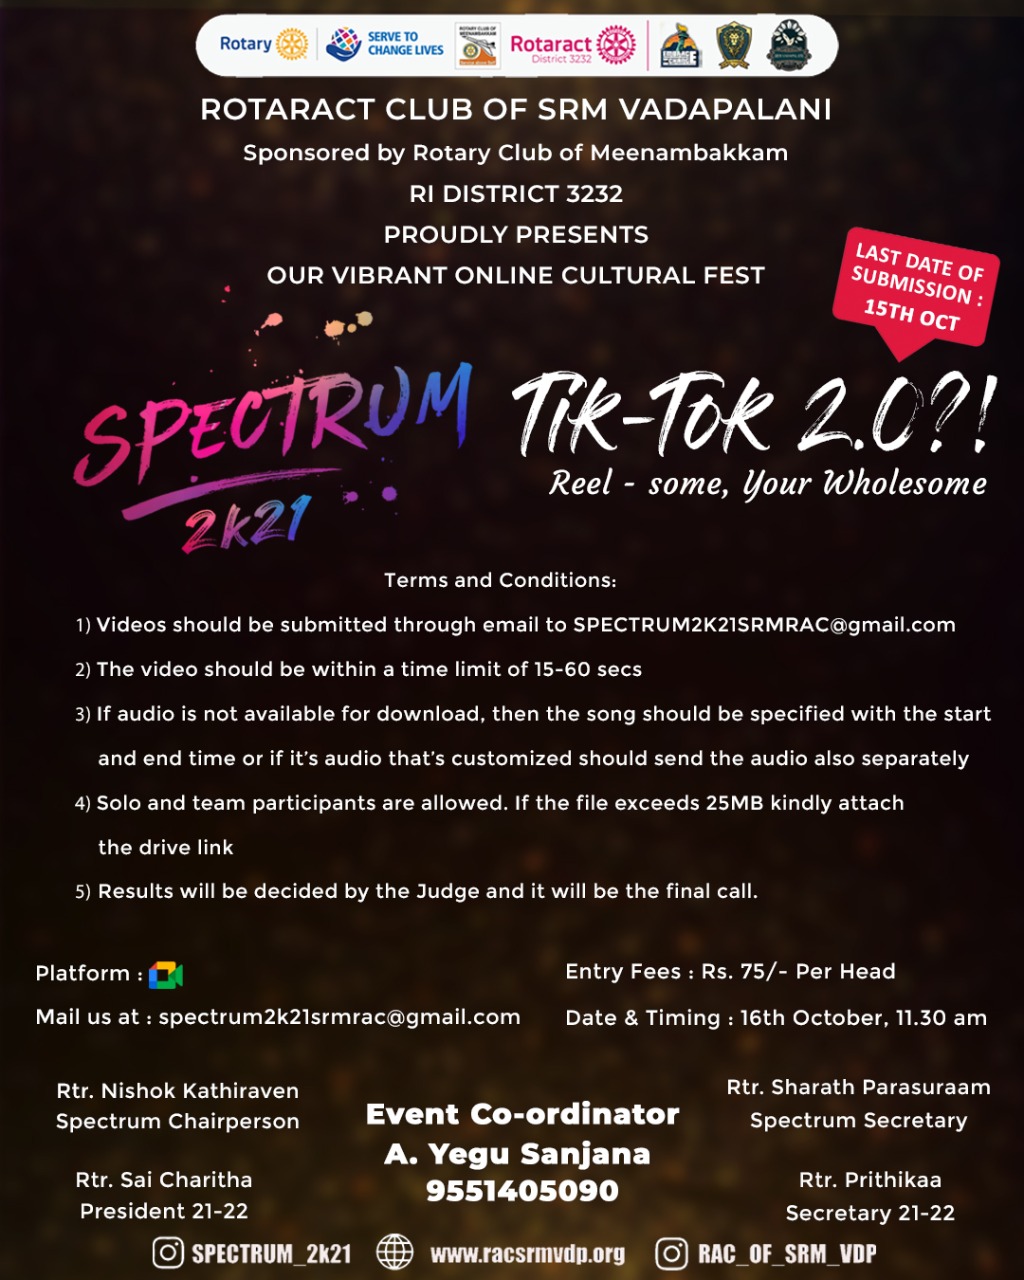 Rotary
SERVE TO
CHANGE LIVES
ROTARY CLUB OF
MEENAMBAKKAM
Rotaract
District 3232
ROTARACT CLUB OF SRM VADAPALANI
Sponsored by Rotary Club of Meenambakkam
RI DISTRICT 3232
PROUDLY PRESENTS
OUR VIBRANT ONLINE CULTURAL FEST
LAST DATE OF
SUBMISSION :
15TH OCT
SPECTRUM
2k21
Tik-Tok 2.0?!
Reel - some, Your Wholesome
Terms and Conditions:
1) Videos should be submitted through email to SPECTRUM2K21SRMRAC@gmail.com
2) The video should be within a time limit of 15-60 secs
3) If audio is not available for download, then the song should be specified with the start
and end time or if it's audio that's customized should send the audio also separately
4) Solo and team participants are allowed. If the file exceeds 25MB kindly attach
the drive link
5) Results will be decided by the Judge and it will be the final call.
Platform :
Entry Fees : Rs. 75/- Per Head
Mail us at : spectrum2k21srmrac@gmail.com
Date & Timing : 16th October, 11.30 am
Rtr. Nishok Kathiraven
Spectrum Chairperson
Rtr. Sharath Parasuraam
Spectrum Secretary
Event Co-ordinator
A. Yegu Sanjana
9551405090
Rtr. Sai Charitha
President 21-22
Rtr. Prithikaa
Secretary 21-22
SPECTRUM_2k21
www.racsrmvdp.org
RAC_OF_SRM_VDP